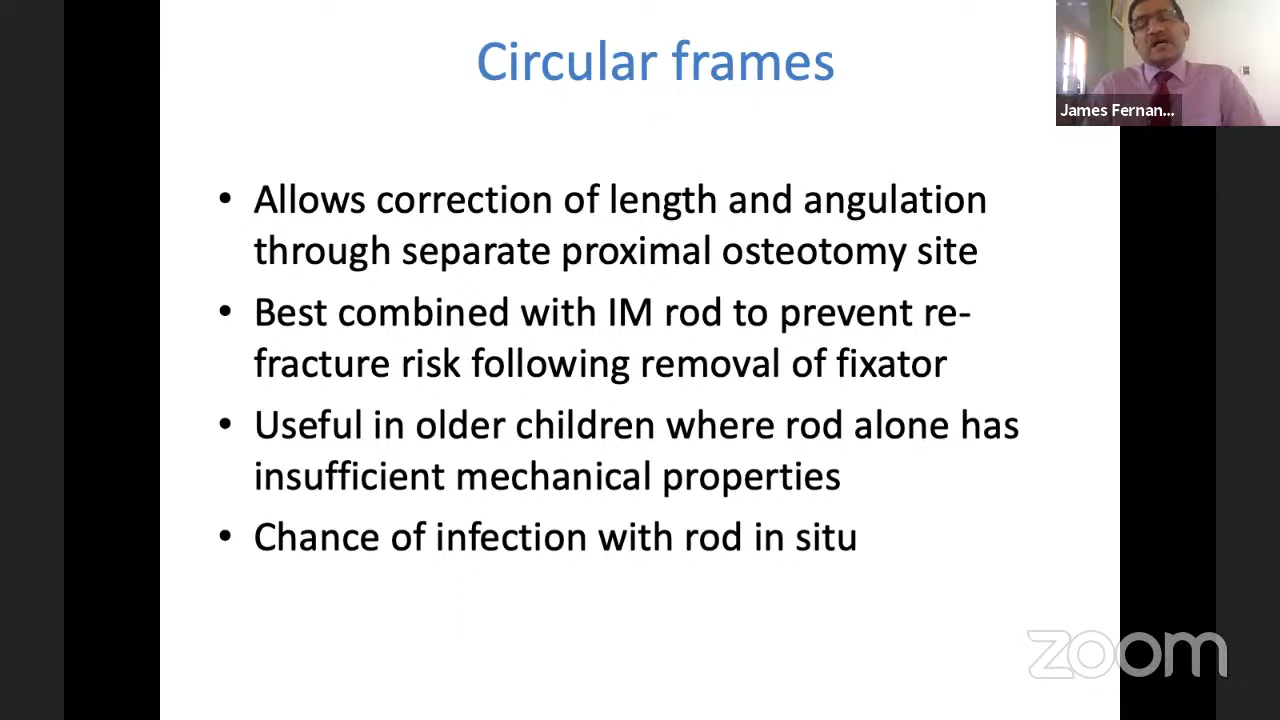 Circular frames
James Fernan...
• Allows correction of length and angulation
through separate proximal osteotomy site
• Best combined with IM rod to prevent re-
fracture risk following removal of fixator
• Useful in older children where rod alone has
insufficient mechanical properties
• Chance of infection with rod in situ
zoom